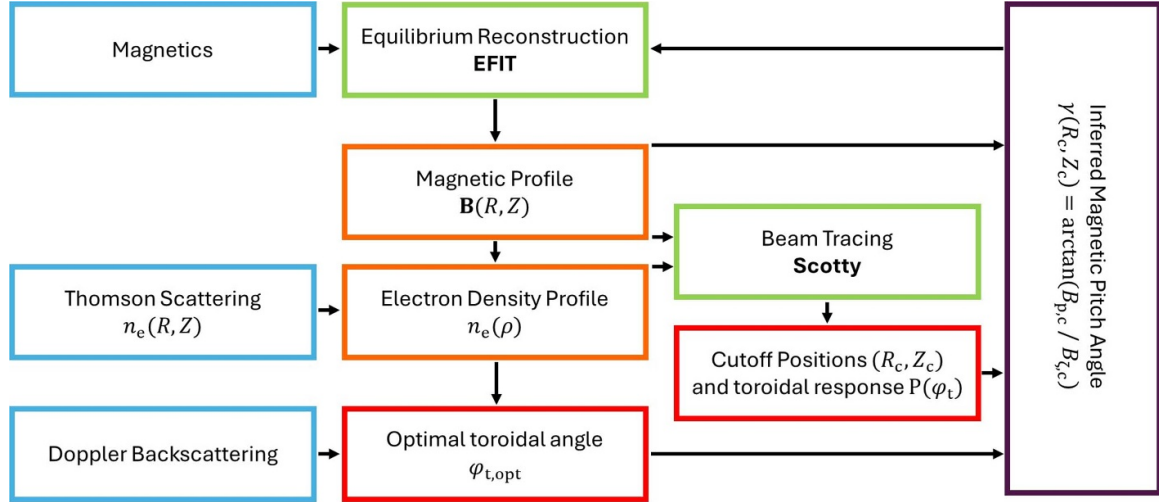 Magnetics
Equilibrium Reconstruction
EFIT
Magnetic Profile
𝐁(𝑅, 𝑍)
Beam Tracing
Scotty
Thomson Scattering
𝑛ₑ(𝑅, 𝑍)
Electron Density Profile
𝑛ₑ(𝜌)
Cutoff Positions (𝑅_c, 𝑍_c)
and toroidal response P(𝜑_t)
Doppler Backscattering
Optimal toroidal angle
𝜑_t,opt
Inferred Magnetic Pitch Angle
𝛾(𝑅_c, 𝑍_c) = arctan(𝐵_p,c / 𝐵_ζ,c)